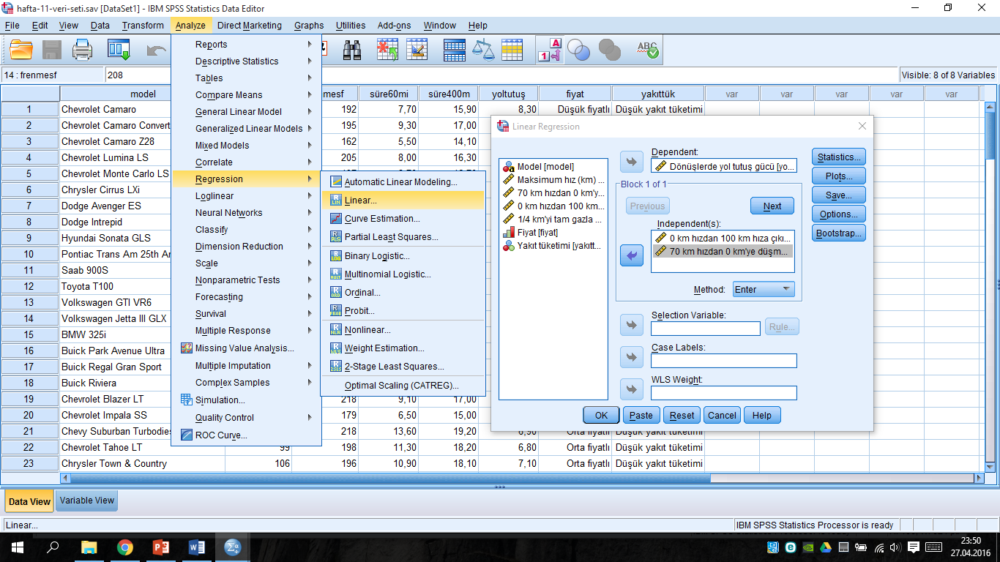 hafta-11-veri-seti.sav [DataSet1] - IBM SPSS Statistics Data Editor
File Edit View Data Transform Analyze Direct Marketing Graphs Utilities Add-ons Window Help
14 : frenmesf 208 Visible: 8 of 8 Variables
model mesf süre60mi süre400m yoltutuş fiyat yakıttük var var var var var
1 Chevrolet Camaro 192 7,70 15,90 8,30 Düşük fiyatlı Düşük yakıt tüketimi
2 Chevrolet Camaro Convert 195 9,30 17,00
3 Chevrolet Camaro Z28 162 5,50 14,10
4 Chevrolet Lumina LS 205 8,00 16,30
5 Chevrolet Monte Carlo LS
6 Chrysler Cirrus LXi
7 Dodge Avenger ES
8 Dodge Intrepid
9 Hyundai Sonata GLS
10 Pontiac Trans Am 25th Ar
11 Saab 900S
12 Toyota T100
13 Volkswagen GTI VR6
14 Volkswagen Jetta III GLX
15 BMW 325i
16 Buick Park Avenue Ultra
17 Buick Regal Gran Sport
18 Buick Riviera
19 Chevrolet Blazer LT 218 9,10 17,00
20 Chevrolet Impala SS 179 6,50 15,00
21 Chevy Suburban Turbodies 218 13,60 19,20 6,90 Orta fiyatlı Düşük yakıt tüketimi
22 Chevrolet Tahoe LT 99 198 11,30 18,20 6,80 Orta fiyatlı Düşük yakıt tüketimi
23 Chrysler Town & Country 106 196 10,90 18,10 7,10 Orta fiyatlı Düşük yakıt tüketimi
Reports
Descriptive Statistics
Tables
Compare Means
General Linear Model
Generalized Linear Models
Mixed Models
Correlate
Regression
Loglinear
Neural Networks
Classify
Dimension Reduction
Scale
Nonparametric Tests
Forecasting
Survival
Multiple Response
Missing Value Analysis...
Multiple Imputation
Complex Samples
Simulation...
Quality Control
ROC Curve...
Automatic Linear Modeling...
Linear...
Curve Estimation...
Partial Least Squares...
Binary Logistic...
Multinomial Logistic...
Ordinal...
Probit...
Nonlinear...
Weight Estimation...
2-Stage Least Squares...
Optimal Scaling (CATREG)...
Linear Regression
Model [model]
Maksimum hız (km) ...
70 km hızdan 0 km'y...
0 km hızdan 100 km...
1/4 km'yi tam gazla ...
Fiyat [fiyat]
Yakıt tüketimi [yakıtt...
Dependent:
Dönüşlerde yol tutuş gücü [yo...
Block 1 of 1
Previous Next
Independent(s):
0 km hızdan 100 km hıza çıkı...
70 km hızdan 0 km'ye düşm...
Method: Enter
Selection Variable:
Rule...
Case Labels:
WLS Weight:
Statistics...
Plots...
Save...
Options...
Bootstrap...
OK Paste Reset Cancel Help
Data View Variable View
Linear... IBM SPSS Statistics Processor is ready
23:50
27.04.2016